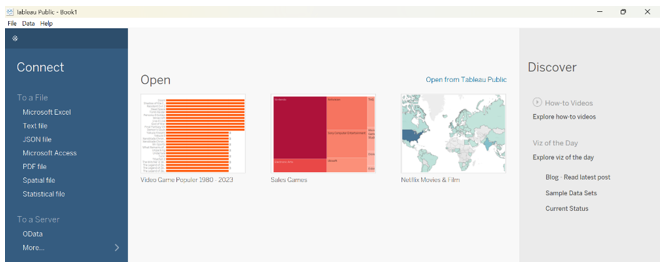 Tableau Public - Book1
File Data Help
Connect
To a File
Microsoft Excel
Text file
JSON file
Microsoft Access
PDF file
Spatial file
Statistical file
To a Server
OData
More...
Open
Open from Tableau Public
Video Game Populer 1980 - 2023
Sales Games
Netflix Movies & Film
Discover
How-to Videos
Explore how-to videos
Viz of the Day
Explore viz of the day
Blog - Read latest post
Sample Data Sets
Current Status